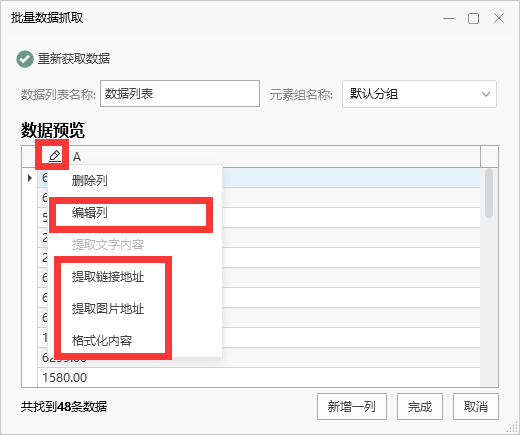 批量数据抓取
重新获取数据
数据列表名称: 数据列表 元素组名称: 默认分组
数据预览
A
6
删除列
6
5
编辑列
2
提取文字内容
2
6
提取链接地址
6
提取图片地址
6
1
格式化内容
1580.00
共找到48条数据 新增一列 完成 取消